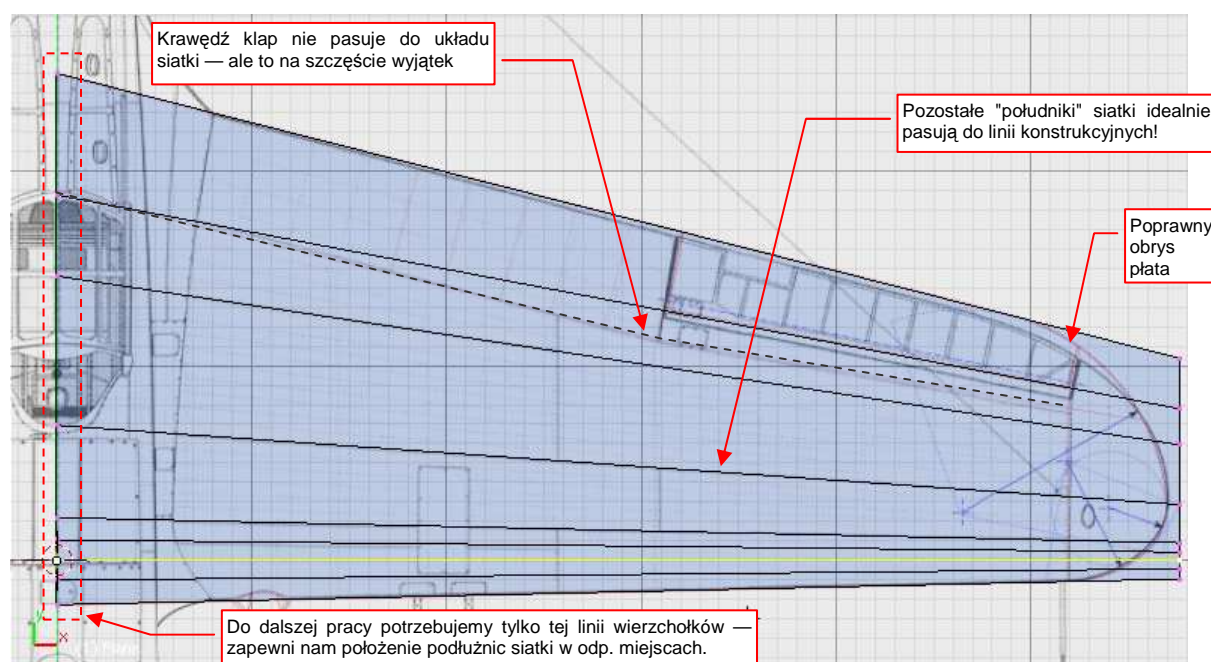 Krawędź klap nie pasuje do układu
siatki — ale to na szczęście wyjątek
Pozostałe "południki" siatki idealnie
pasują do linii konstrukcyjnych!
Poprawny
obrys
płata
Do dalszej pracy potrzebujemy tylko tej linii wierzchołków —
zapewni nam położenie podłużnic siatki w odp. miejscach.
x